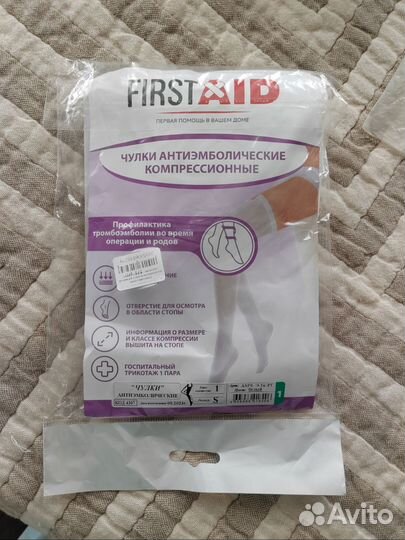 FIRST AID
ПЕРВАЯ ПОМОЩЬ В ВАШЕМ ДОМЕ
ЧУЛКИ АНТИЭМБОЛИЧЕСКИЕ
КОМПРЕССИОННЫЕ
Профилактика
тромбоэмболии во время
операции и родов
ОТВЕРСТИЕ ДЛЯ ОСМОТРА
В ОБЛАСТИ СТОПЫ
ИНФОРМАЦИЯ О РАЗМЕРЕ
И КЛАССЕ КОМПРЕССИИ
ВЫШИТА НА СТОПЕ
ГОСПИТАЛЬНЫЙ
ТРИКОТАЖ 1 ПАРА
"ЧУЛКИ"
АНТИЭМБОЛИЧЕСКИЕ
1
S
1
Avito